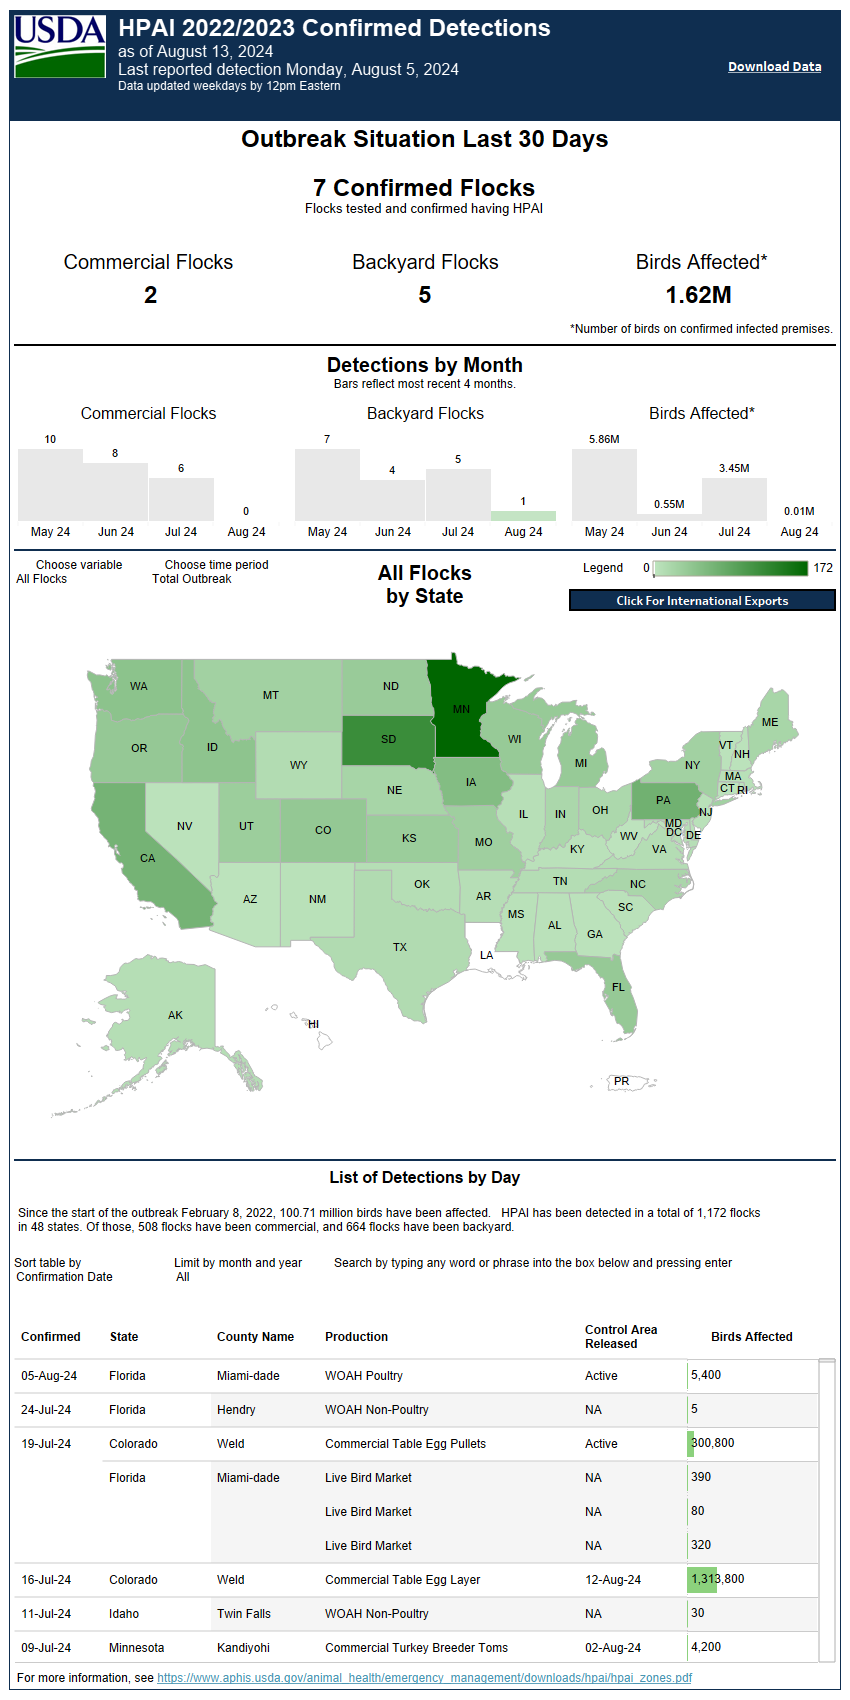 USDA
HPAI 2022/2023 Confirmed Detections
as of August 13, 2024
Last reported detection Monday, August 5, 2024
Data updated weekdays by 12pm Eastern
Download Data
Outbreak Situation Last 30 Days
7 Confirmed Flocks
Flocks tested and confirmed having HPAI
Commercial Flocks Backyard Flocks Birds Affected*
2 5 1.62M
*Number of birds on confirmed infected premises.
Detections by Month
Bars reflect most recent 4 months.
Commercial Flocks Backyard Flocks Birds Affected*
10 8 6 0 7 4 5 1 5.86M 0.55M 3.45M 0.01M
May 24 Jun 24 Jul 24 Aug 24 May 24 Jun 24 Jul 24 Aug 24 May 24 Jun 24 Jul 24 Aug 24
Choose variable Choose time period
All Flocks Total Outbreak
All Flocks
by State
Legend 0 172
Click For International Exports
WA MT ND MN
OR ID WY SD WI MI NY VT NH ME
MA
CT RI
NV UT CO NE IA IL IN OH PA NJ
MD
DC DE
CA KS MO KY WV VA
AZ NM OK AR TN NC
SC
TX LA MS AL GA
FL
AK HI
PR
List of Detections by Day
Since the start of the outbreak February 8, 2022, 100.71 million birds have been affected. HPAI has been detected in a total of 1,172 flocks
in 48 states. Of those, 508 flocks have been commercial, and 664 flocks have been backyard.
Sort table by Limit by month and year Search by typing any word or phrase into the box below and pressing enter
Confirmation Date All
Confirmed State County Name Production Control Area Released Birds Affected
05-Aug-24 Florida Miami-dade WOAH Poultry Active 5,400
24-Jul-24 Florida Hendry WOAH Non-Poultry NA 5
19-Jul-24 Colorado Weld Commercial Table Egg Pullets Active 300,800
Florida Miami-dade Live Bird Market NA 390
Live Bird Market NA 80
Live Bird Market NA 320
16-Jul-24 Colorado Weld Commercial Table Egg Layer 12-Aug-24 1,313,800
11-Jul-24 Idaho Twin Falls WOAH Non-Poultry NA 30
09-Jul-24 Minnesota Kandiyohi Commercial Turkey Breeder Toms 02-Aug-24 4,200
For more information, see https://www.aphis.usda.gov/animal_health/emergency_management/downloads/hpai/hpai_zones.pdf